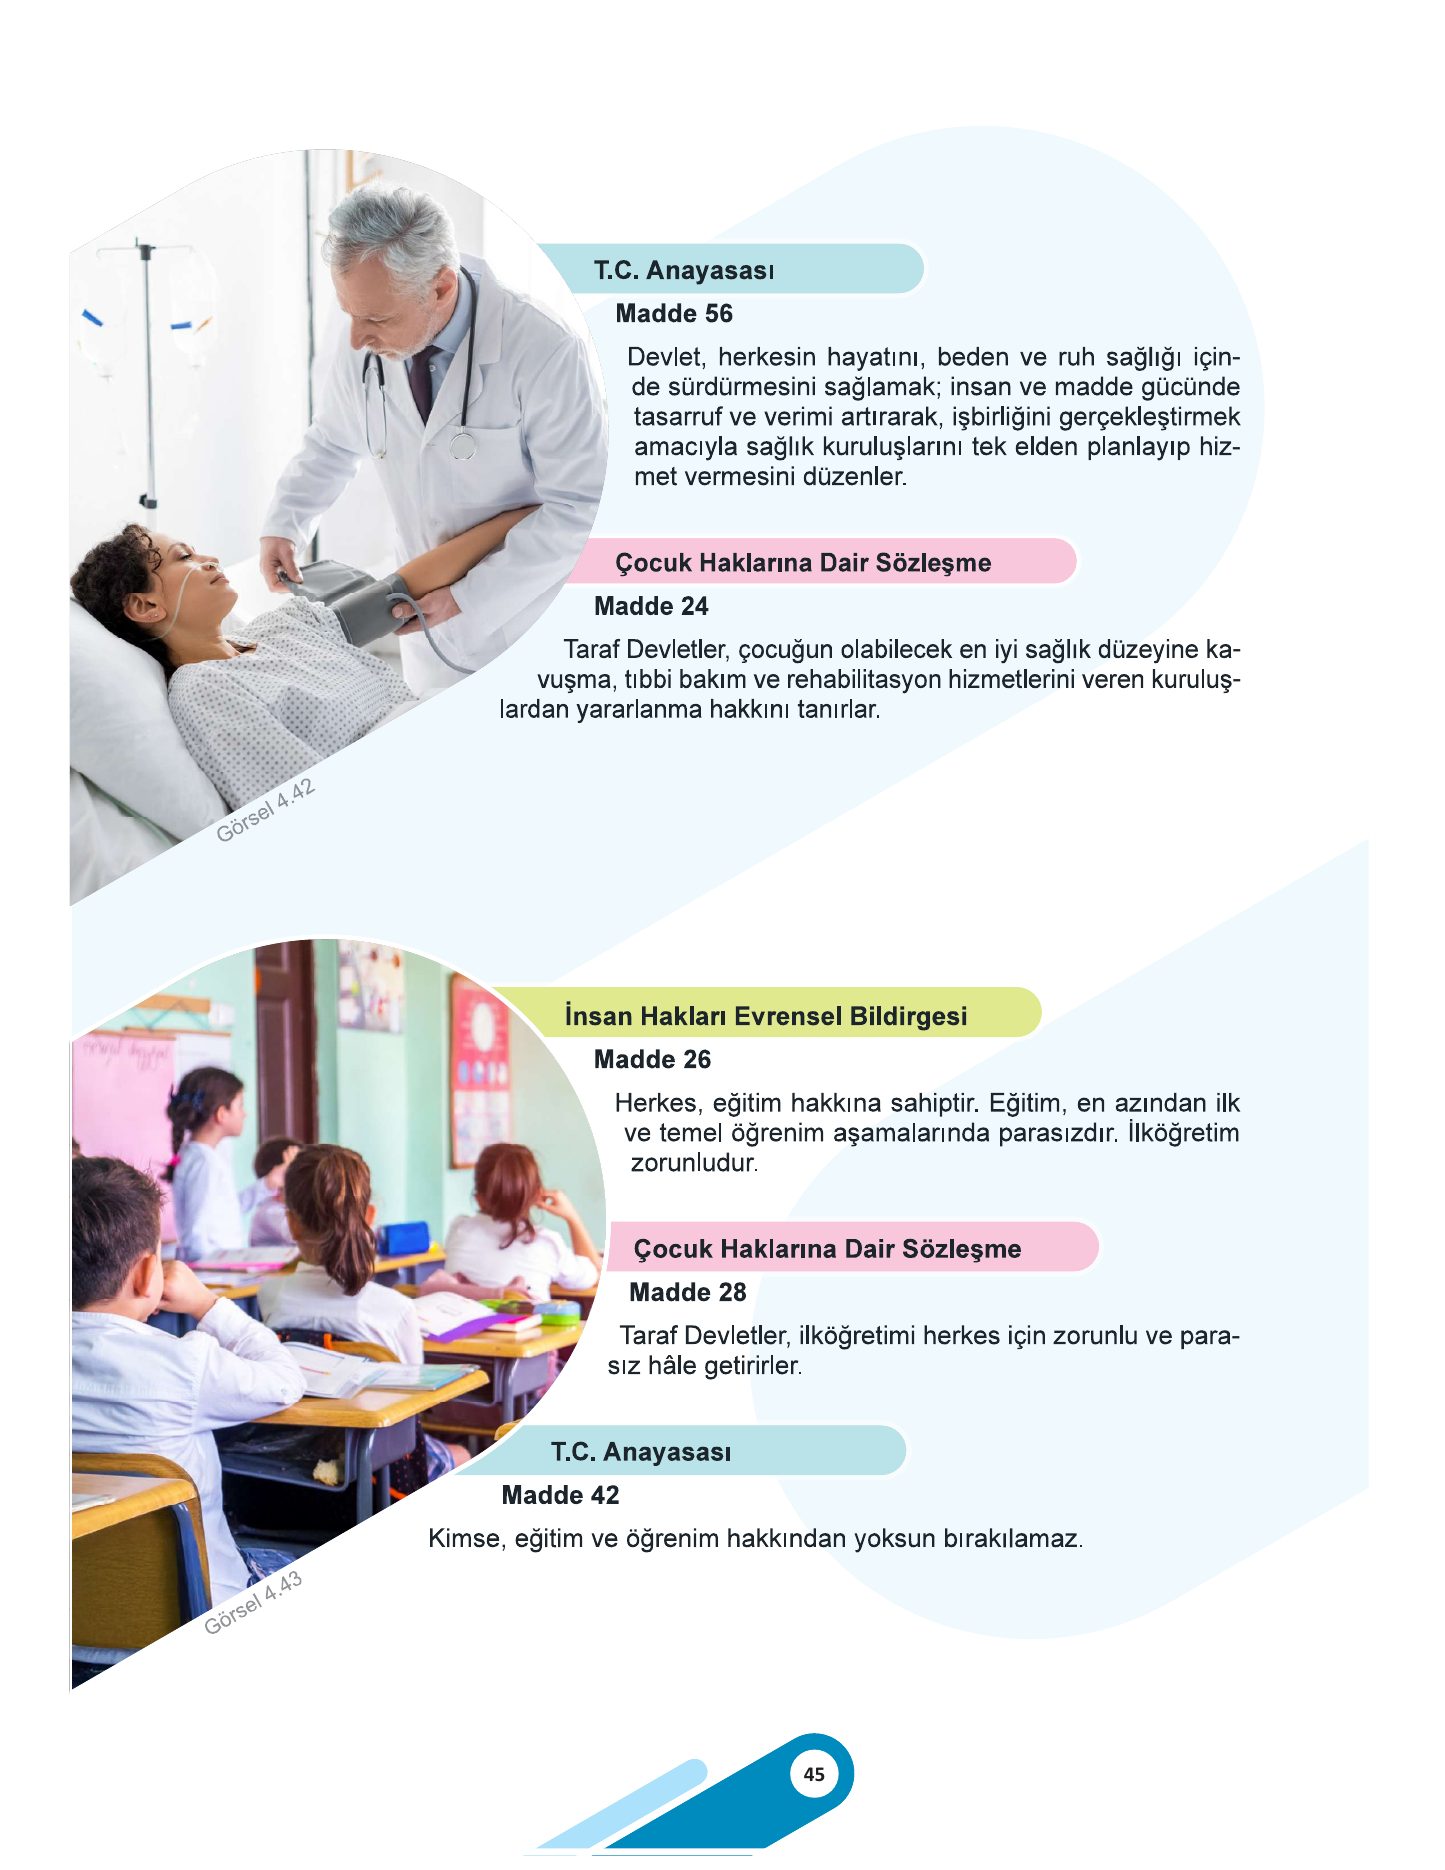 T.C. Anayasası
Madde 56
Devlet, herkesin hayatını, beden ve ruh sağlığı için-
de sürdürmesini sağlamak; insan ve madde gücünde
tasarruf ve verimi artırarak, işbirliğini gerçekleştirmek
amacıyla sağlık kuruluşlarını tek elden planlayıp hiz-
met vermesini düzenler.
Çocuk Haklarına Dair Sözleşme
Madde 24
Taraf Devletler, çocuğun olabilecek en iyi sağlık düzeyine ka-
vuşma, tıbbi bakım ve rehabilitasyon hizmetlerini veren kuruluş-
lardan yararlanma hakkını tanırlar.
Görsel 4.42
İnsan Hakları Evrensel Bildirgesi
Madde 26
Herkes, eğitim hakkına sahiptir. Eğitim, en azından ilk
ve temel öğrenim aşamalarında parasızdır. İlköğretim
zorunludur.
Çocuk Haklarına Dair Sözleşme
Madde 28
Taraf Devletler, ilköğretimi herkes için zorunlu ve para-
sız hâle getirirler.
T.C. Anayasası
Madde 42
Kimse, eğitim ve öğrenim hakkından yoksun bırakılamaz.
Görsel 4.43
45